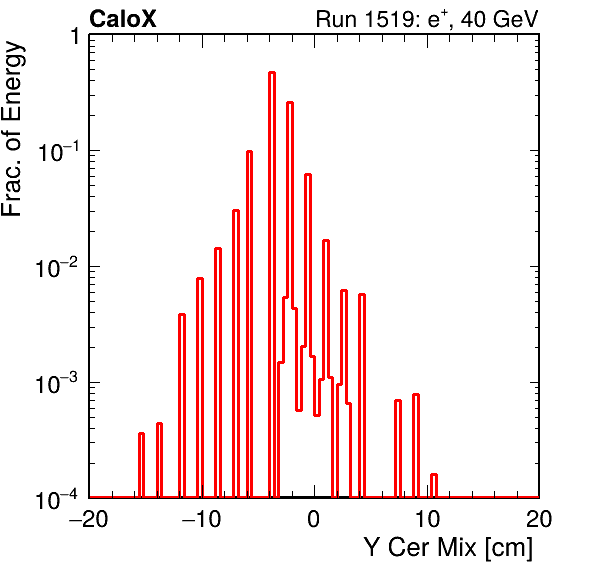 CaloX
Run 1519: e⁺, 40 GeV
Frac. of Energy
1
10⁻¹
10⁻²
10⁻³
10⁻⁴
−20 −10 0 10 20
Y Cer Mix [cm]